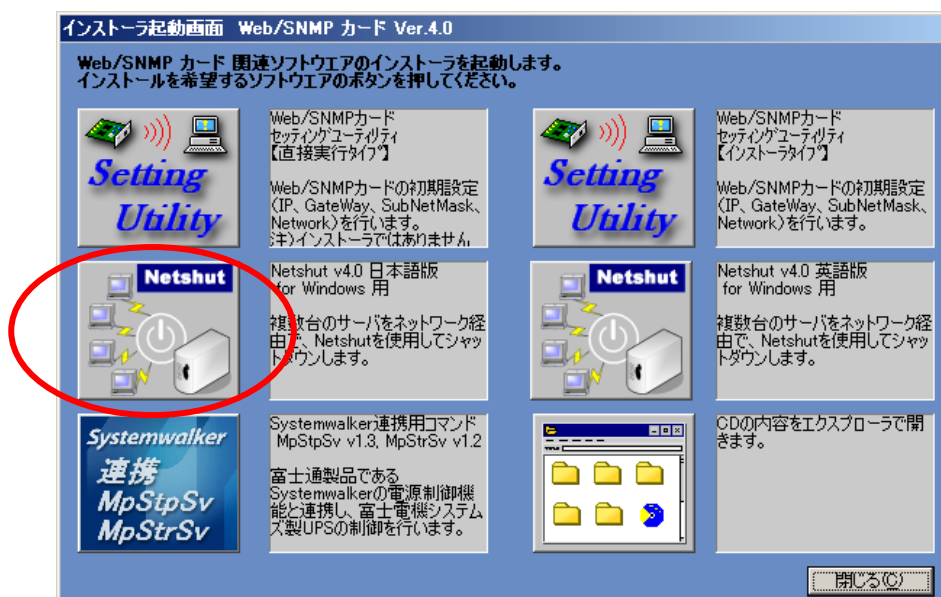 インストーラ起動画面 Web/SNMP カード Ver.4.0
Web/SNMP カード 関連ソフトウエアのインストーラを起動します。
インストールを希望するソフトウエアのボタンを押してください。
Setting
Utility
Web/SNMPカード
セッティングユーティリティ
【直接実行タイプ】
Web/SNMPカードの初期設定
(IP、GateWay、SubNetMask、
Network)を行います。
注)インストーラではありません
Setting
Utility
Web/SNMPカード
セッティングユーティリティ
【インストーラタイプ】
Web/SNMPカードの初期設定
(IP、GateWay、SubNetMask、
Network)を行います。
Netshut
Netshut v4.0 日本語版
for Windows 用
複数台のサーバをネットワーク経
由で、Netshutを使用してシャッ
トダウンします。
Netshut
Netshut v4.0 英語版
for Windows 用
複数台のサーバをネットワーク経
由で、Netshutを使用してシャッ
トダウンします。
Systemwalker
連携
MpStpSv
MpStrSv
Systemwalker連携用コマンド
MpStpSv v1.3, MpStrSv v1.2
富士通製品である
Systemwalkerの電源制御機
能と連携し、富士電機システム
ズ製UPSの制御を行います。
CDの内容をエクスプローラで開
きます。
閉じる(C)